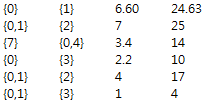 {0} {1} 6.60 24.63
{0,1} {2} 7 25
{7} {0,4} 3.4 14
{0} {3} 2.2 10
{0,1} {2} 4 17
{0,1} {3} 1 4